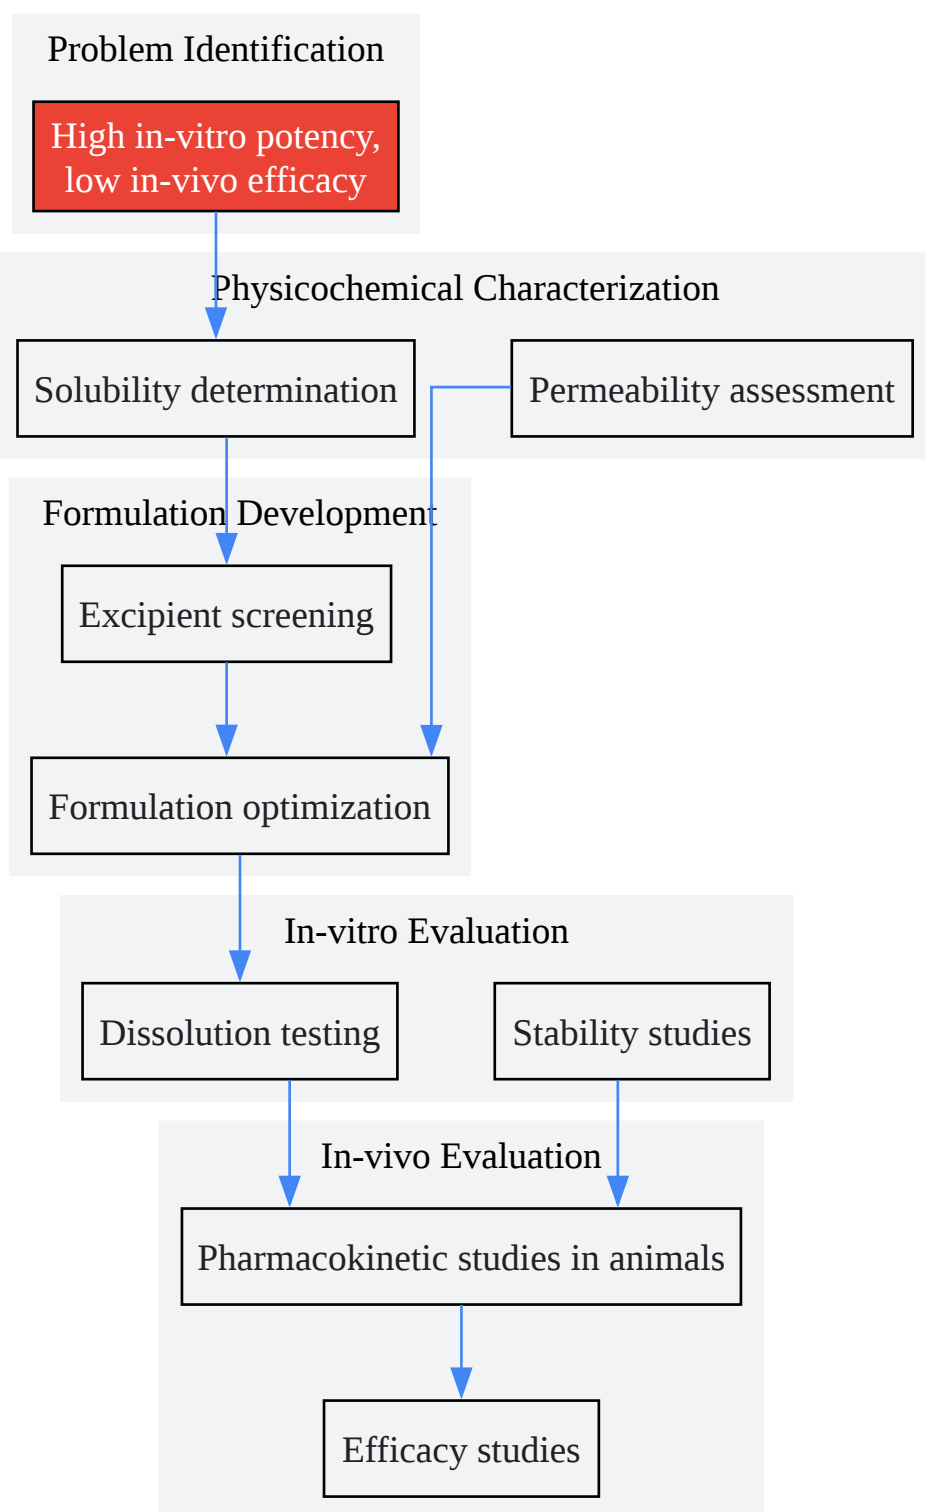 Problem Identification
High in-vitro potency,
low in-vivo efficacy
Physicochemical Characterization
Solubility determination
Permeability assessment
Formulation Development
Excipient screening
Formulation optimization
In-vitro Evaluation
Dissolution testing
Stability studies
In-vivo Evaluation
Pharmacokinetic studies in animals
Efficacy studies